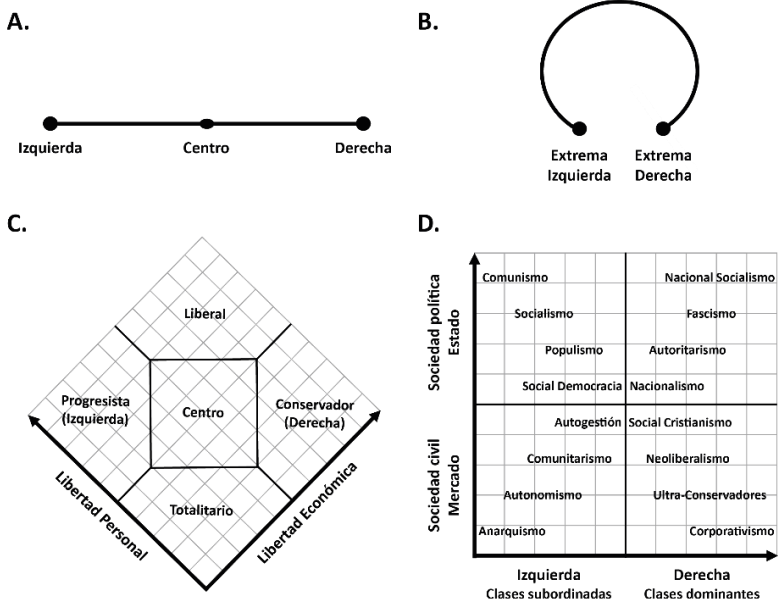 A.
Izquierda
Centro
Derecha
B.
Extrema
Izquierda
Extrema
Derecha
C.
Liberal
Progresista
(Izquierda)
Centro
Conservador
(Derecha)
Totalitario
Libertad Personal
Libertad Económica
D.
Sociedad política
Estado
Sociedad civil
Mercado
Comunismo
Nacional Socialismo
Socialismo
Fascismo
Populismo
Autoritarismo
Social Democracia
Nacionalismo
Autogestión
Social Cristianismo
Comunitarismo
Neoliberalismo
Autonomismo
Ultra-Conservadores
Anarquismo
Corporativismo
Izquierda
Clases subordinadas
Derecha
Clases dominantes